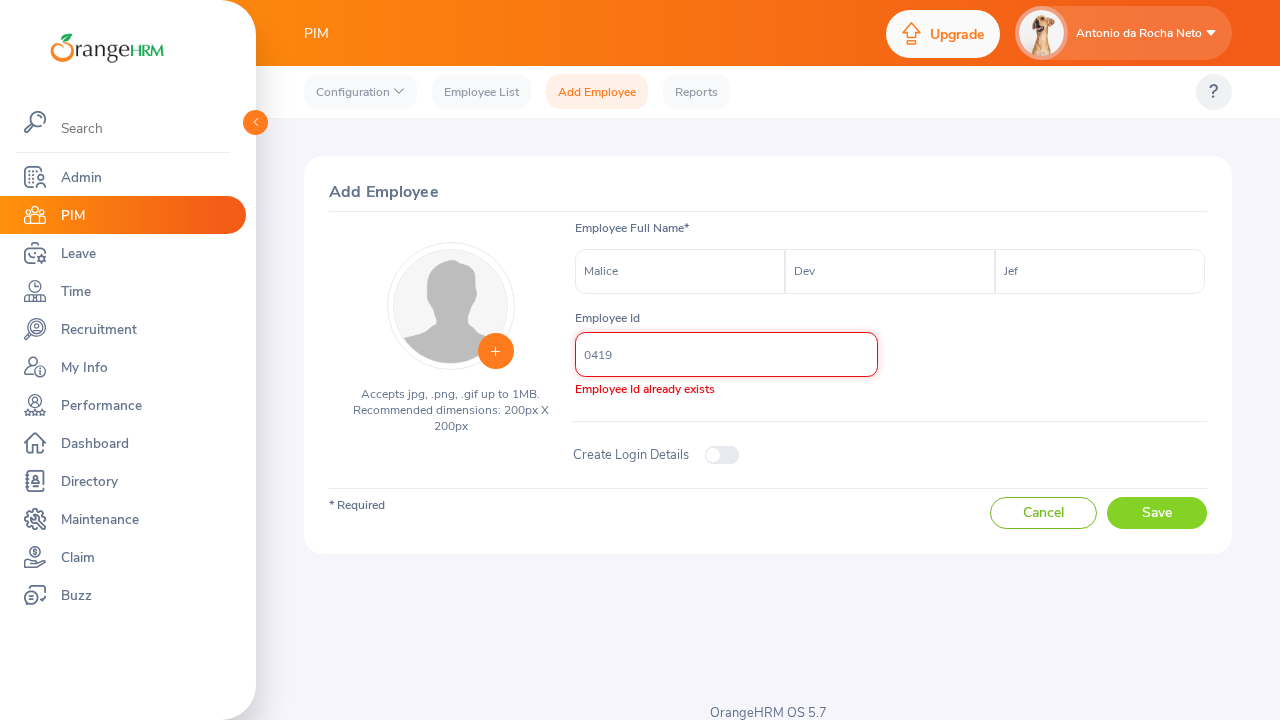 OrangeHRM
PIM
Upgrade
Antonio da Rocha Neto
Configuration
Employee List
Add Employee
Reports
?
Search
Admin
PIM
Leave
Time
Recruitment
My Info
Performance
Dashboard
Directory
Maintenance
Claim
Buzz
Add Employee
Employee Full Name*
Malice
Dev
Jef
Employee Id
0419
Employee Id already exists
Accepts jpg, .png, .gif up to 1MB.
Recommended dimensions: 200px X
200px
Create Login Details
* Required
Cancel
Save
OrangeHRM OS 5.7